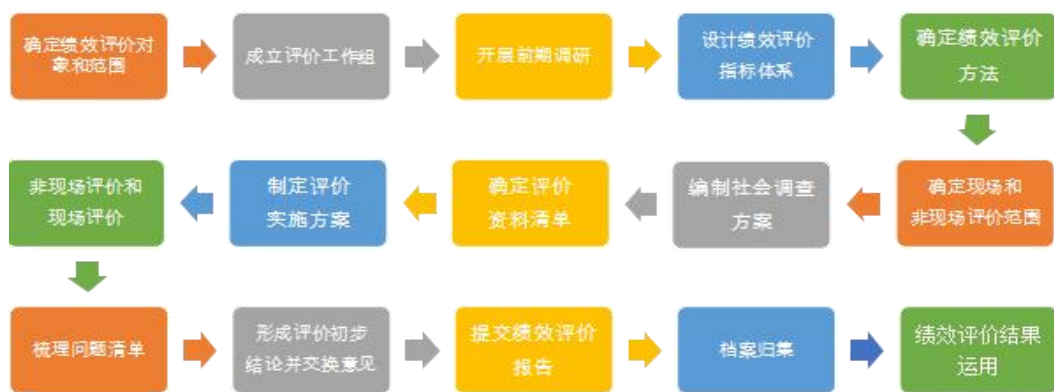 确定绩效评价对
象和范围
成立评价工作组
开展前期调研
设计绩效评价
指标体系
确定绩效评价
方法
确定现场和
非现场评价范围
编制社会调查
方案
确定评价
资料清单
制定评价
实施方案
非现场评价和
现场评价
梳理问题清单
形成评价初步
结论并交换意见
提交绩效评价
报告
档案归集
绩效评价结果
运用